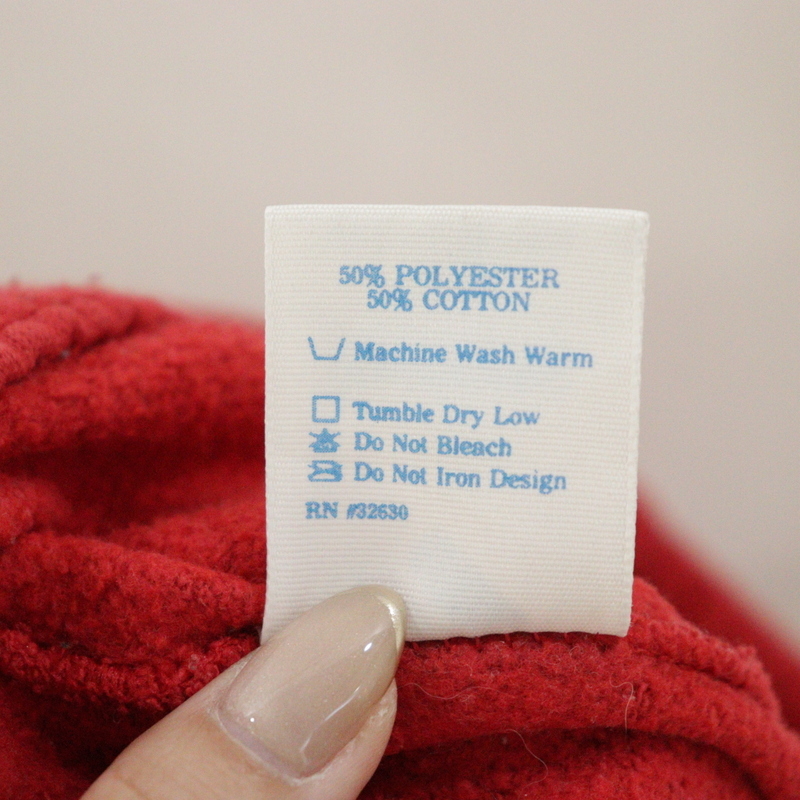 50% POLYESTER
50% COTTON
Machine Wash Warm
Tumble Dry Low
Do Not Bleach
Do Not Iron Design
RN #32630